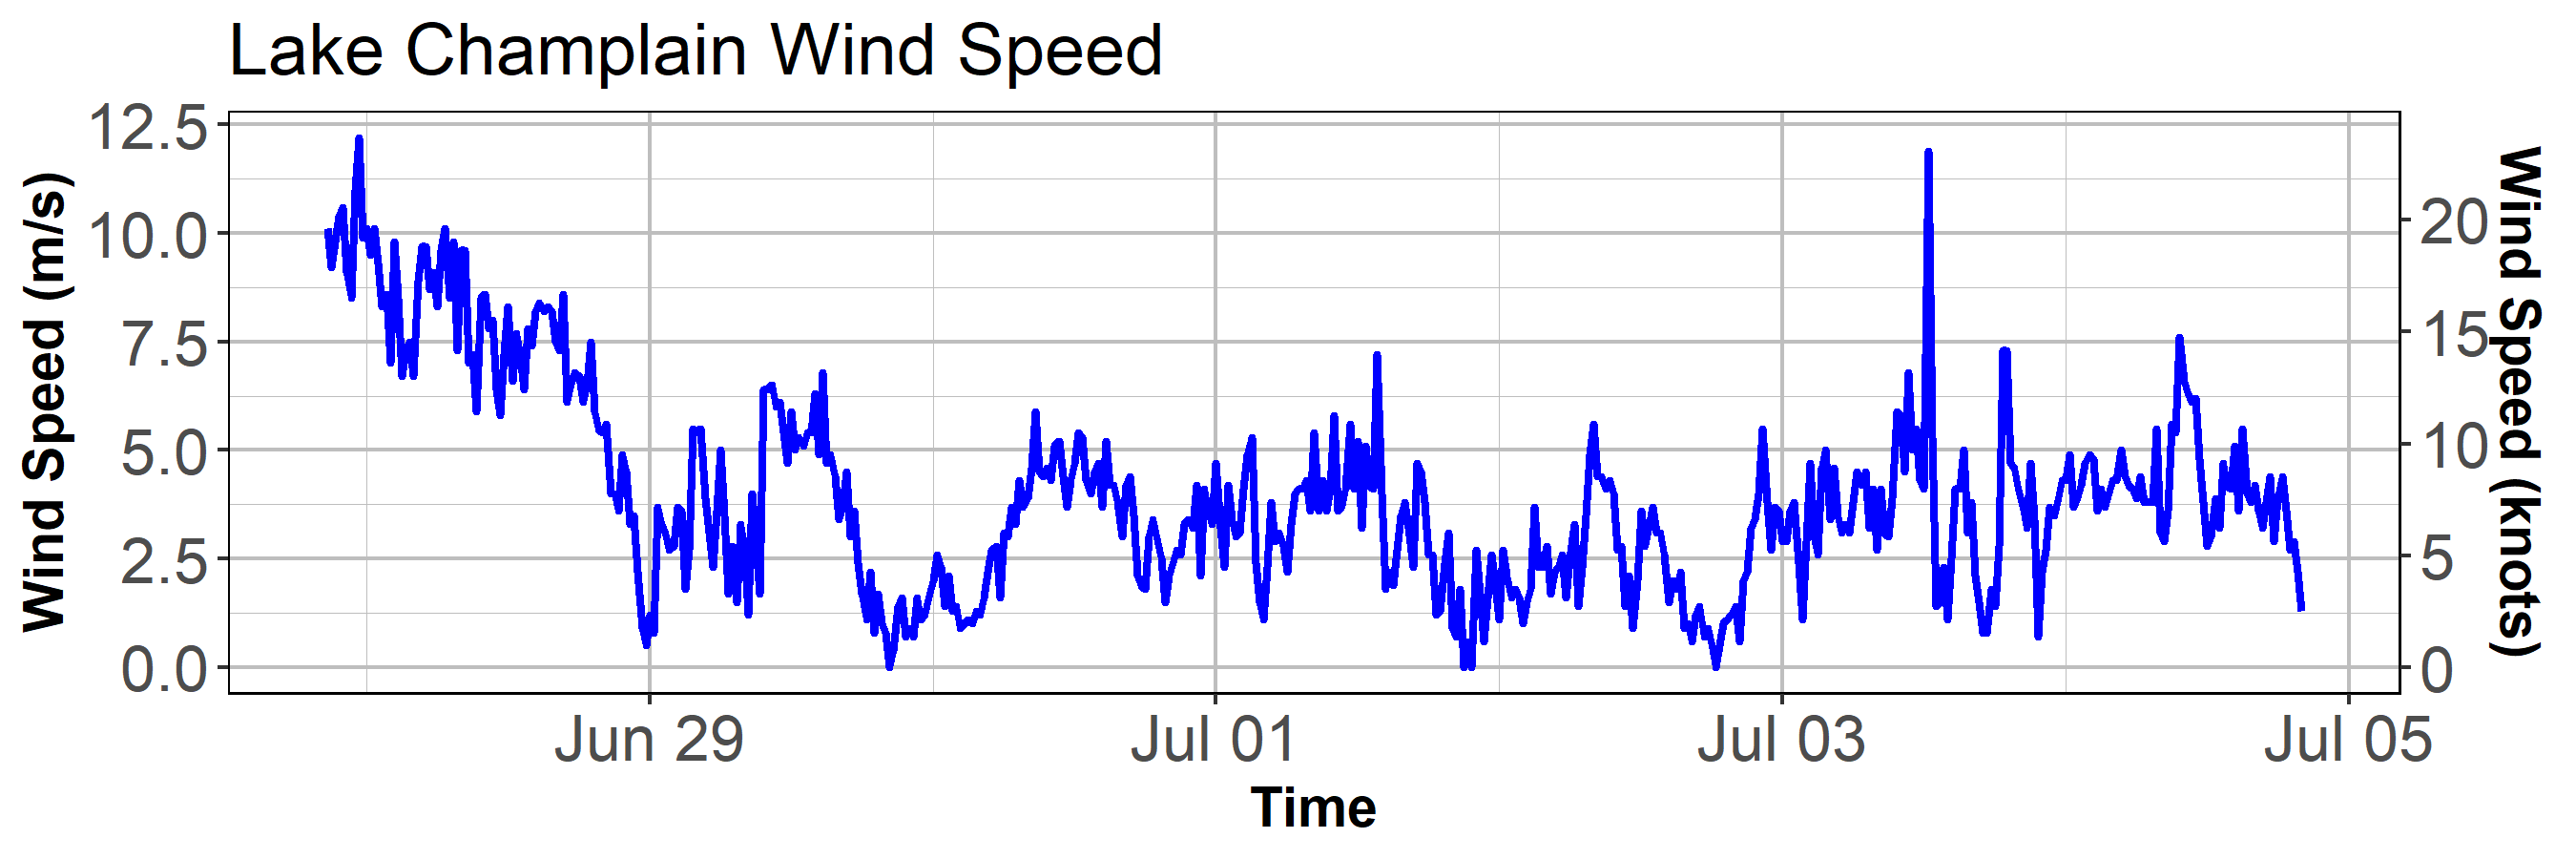 Lake Champlain Wind Speed
Wind Speed (m/s)
12.5
10.0
7.5
5.0
2.5
0.0
20
15
10
5
0
Wind Speed (knots)
Jun 29
Jul 01
Jul 03
Jul 05
Time